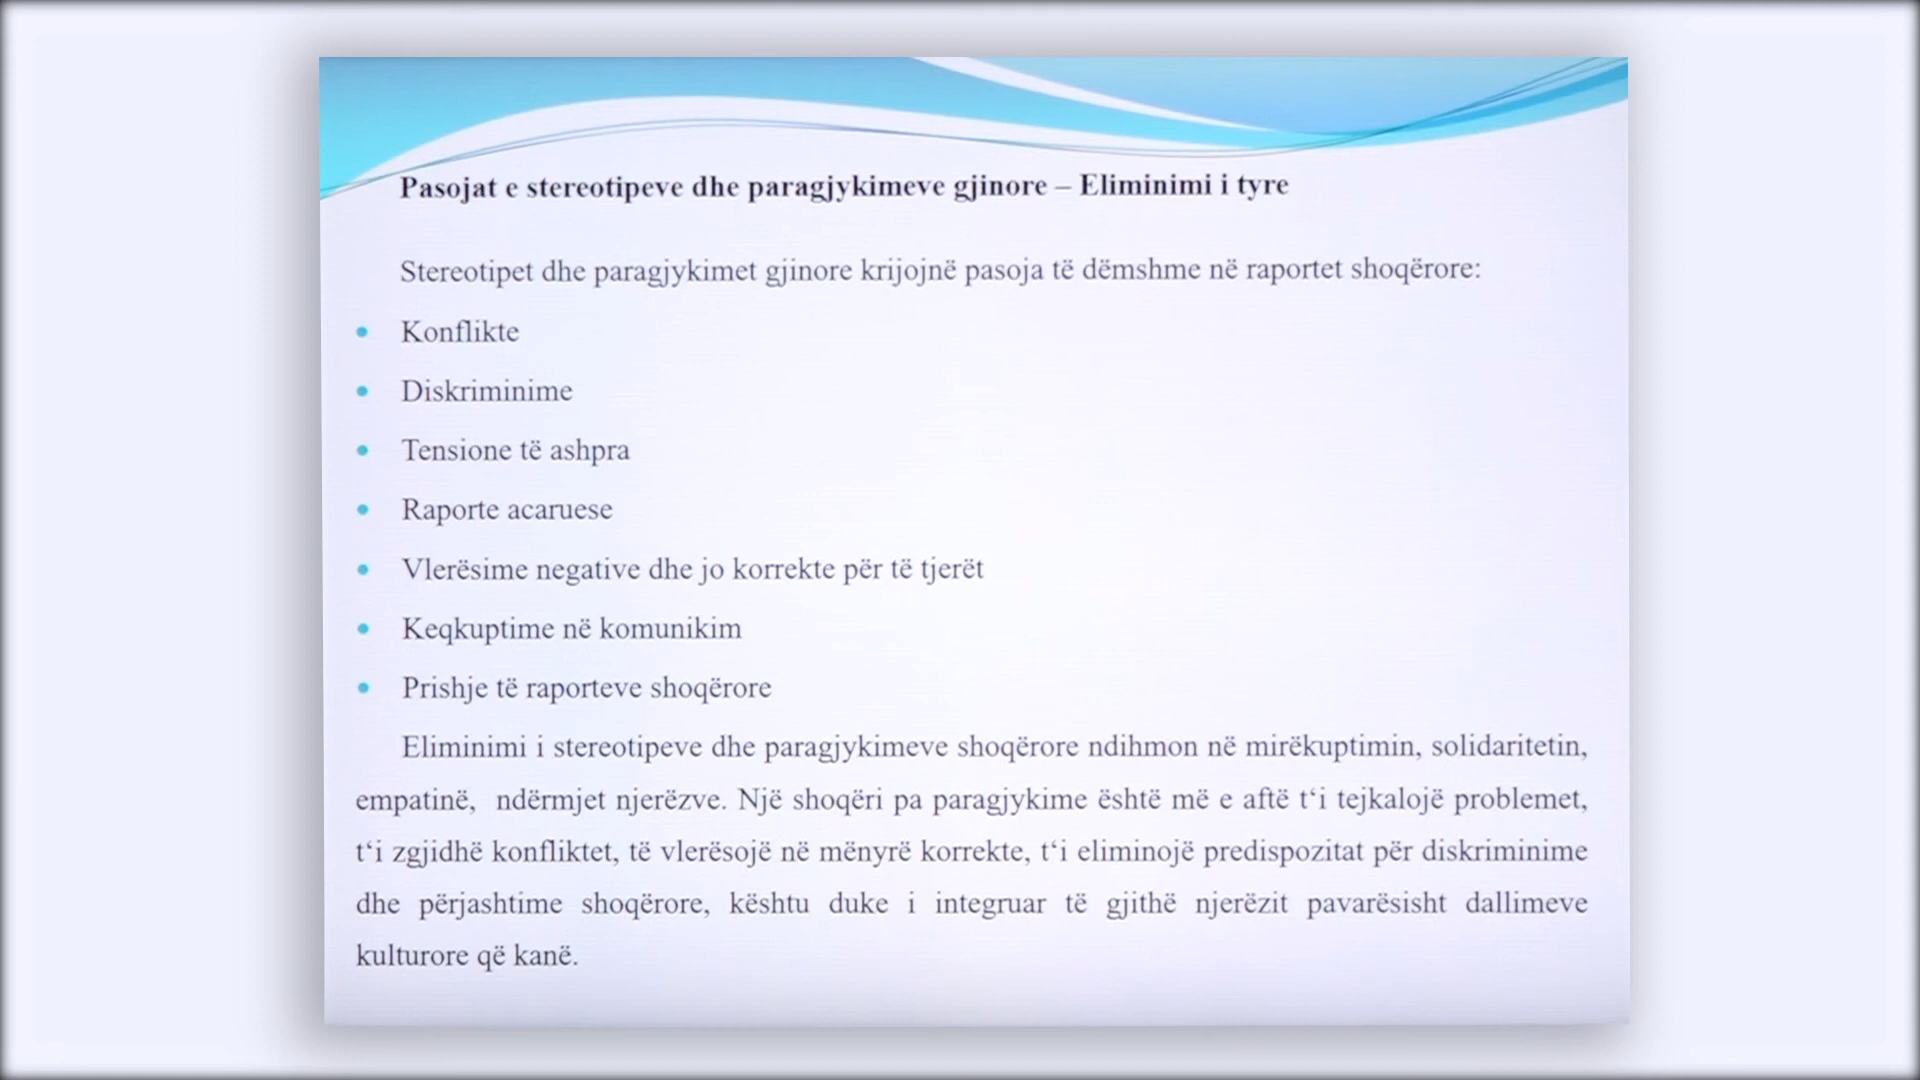 Pasojat e stereotipeve dhe paragjykimeve gjinore – Eliminimi i tyre
Stereotipet dhe paragjykimet gjinore krijojnë pasoja të dëmshme në raportet shoqërore:
• Konflikte
• Diskriminime
• Tensione të ashpra
• Raporte acaruese
• Vlerësime negative dhe jo korrekte për të tjerët
• Keqkuptime në komunikim
• Prishje të raporteve shoqërore
Eliminimi i stereotipeve dhe paragjykimeve shoqërore ndihmon në mirëkuptimin, solidaritetin,
empatinë, ndërmjet njerëzve. Një shoqëri pa paragjykime është më e aftë t‘i tejkalojë problemet,
t‘i zgjidhë konfliktet, të vlerësojë në mënyrë korrekte, t‘i eliminojë predispozitat për diskriminime
dhe përjashtime shoqërore, kështu duke i integruar të gjithë njerëzit pavarësisht dallimeve
kulturore që kanë.